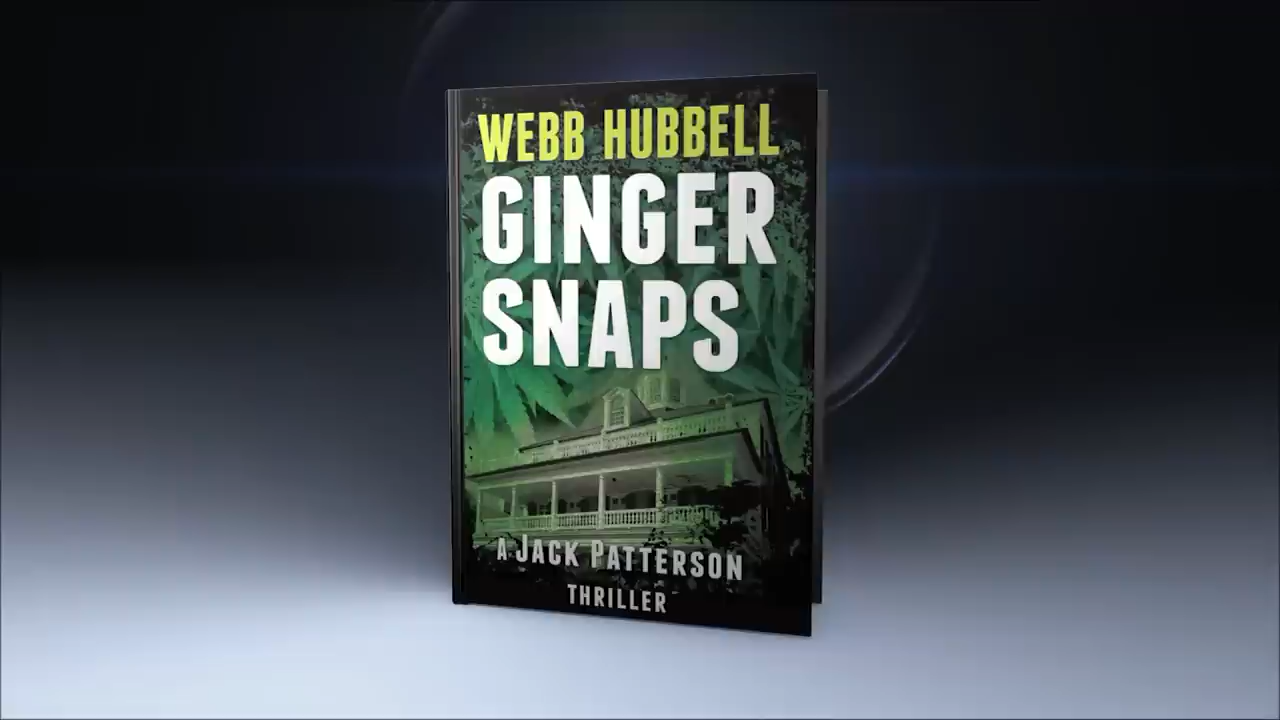 WEBB HUBBELL
GINGER
SNAPS
A JACK PATTERSON
THRILLER